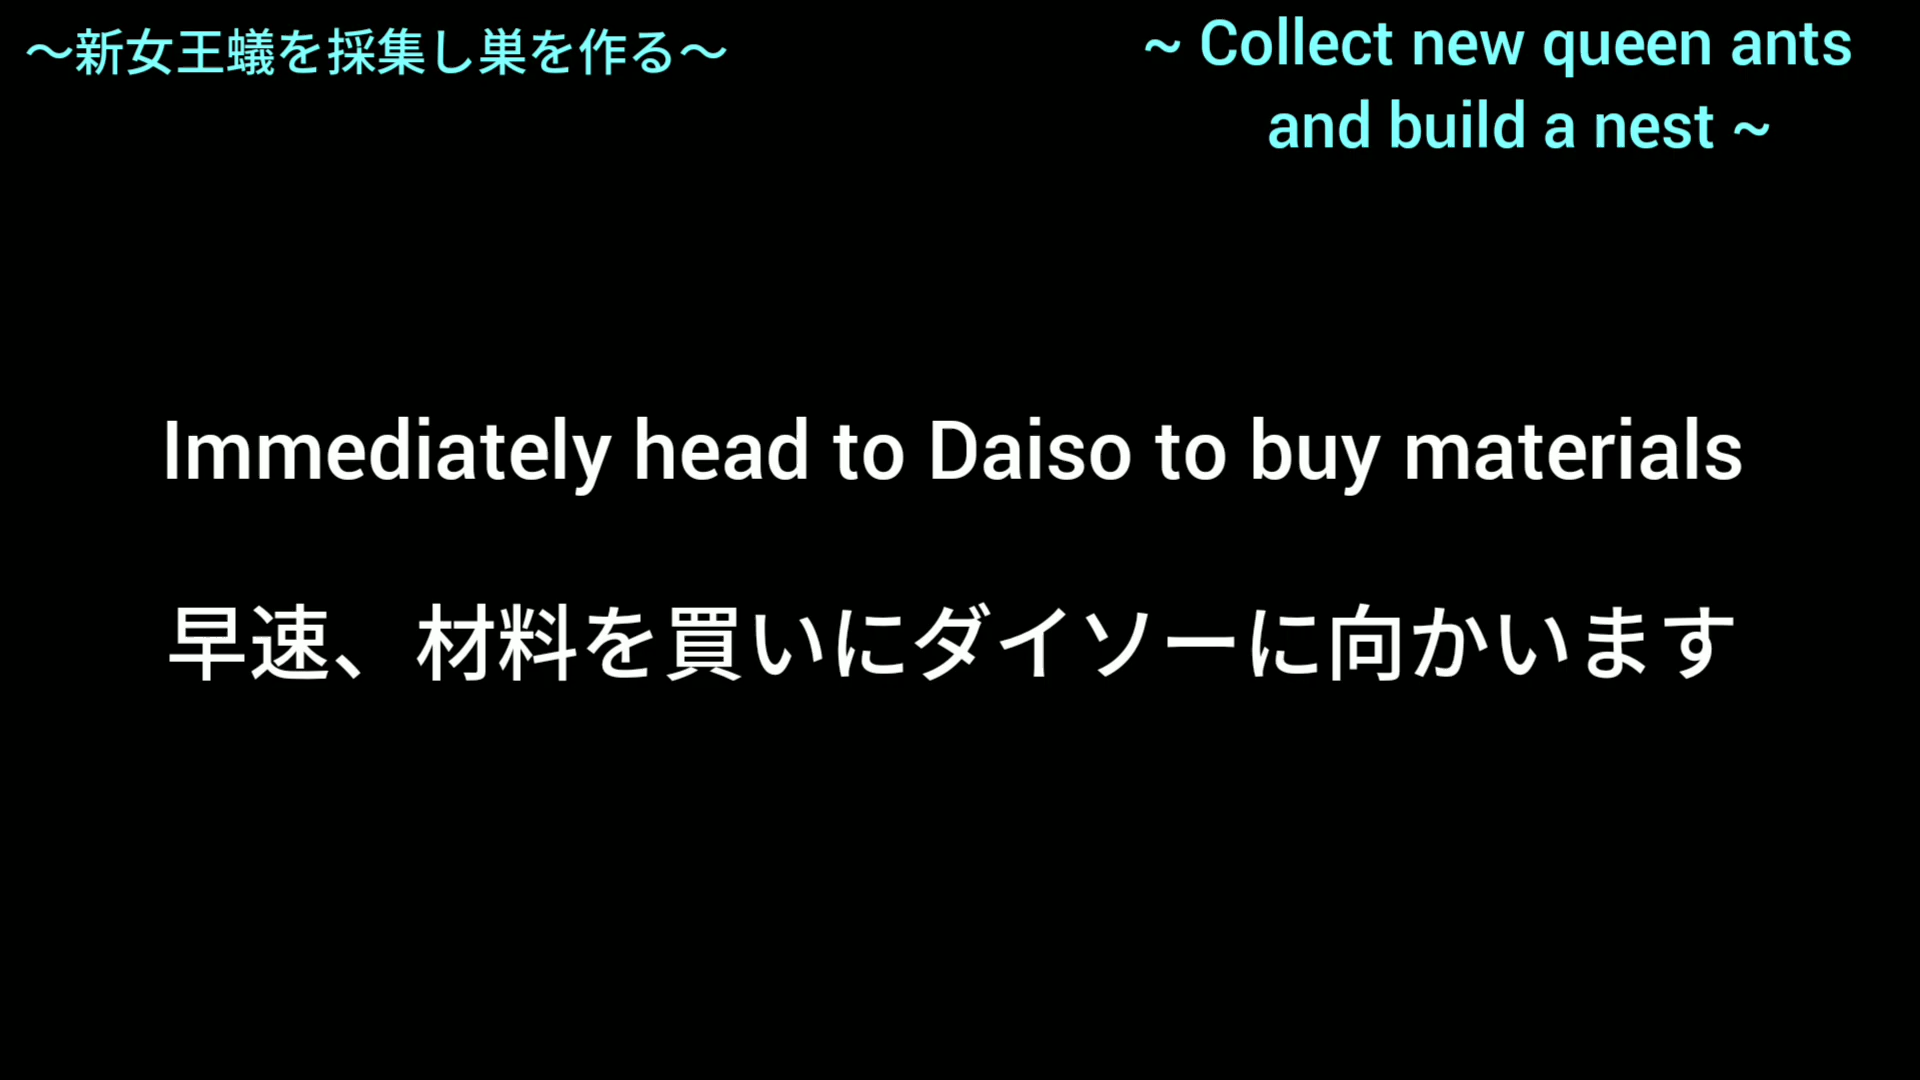 ～新女王蟻を採集し巣を作る～
~ Collect new queen ants
and build a nest ~
Immediately head to Daiso to buy materials
早速、材料を買いにダイソーに向かいます